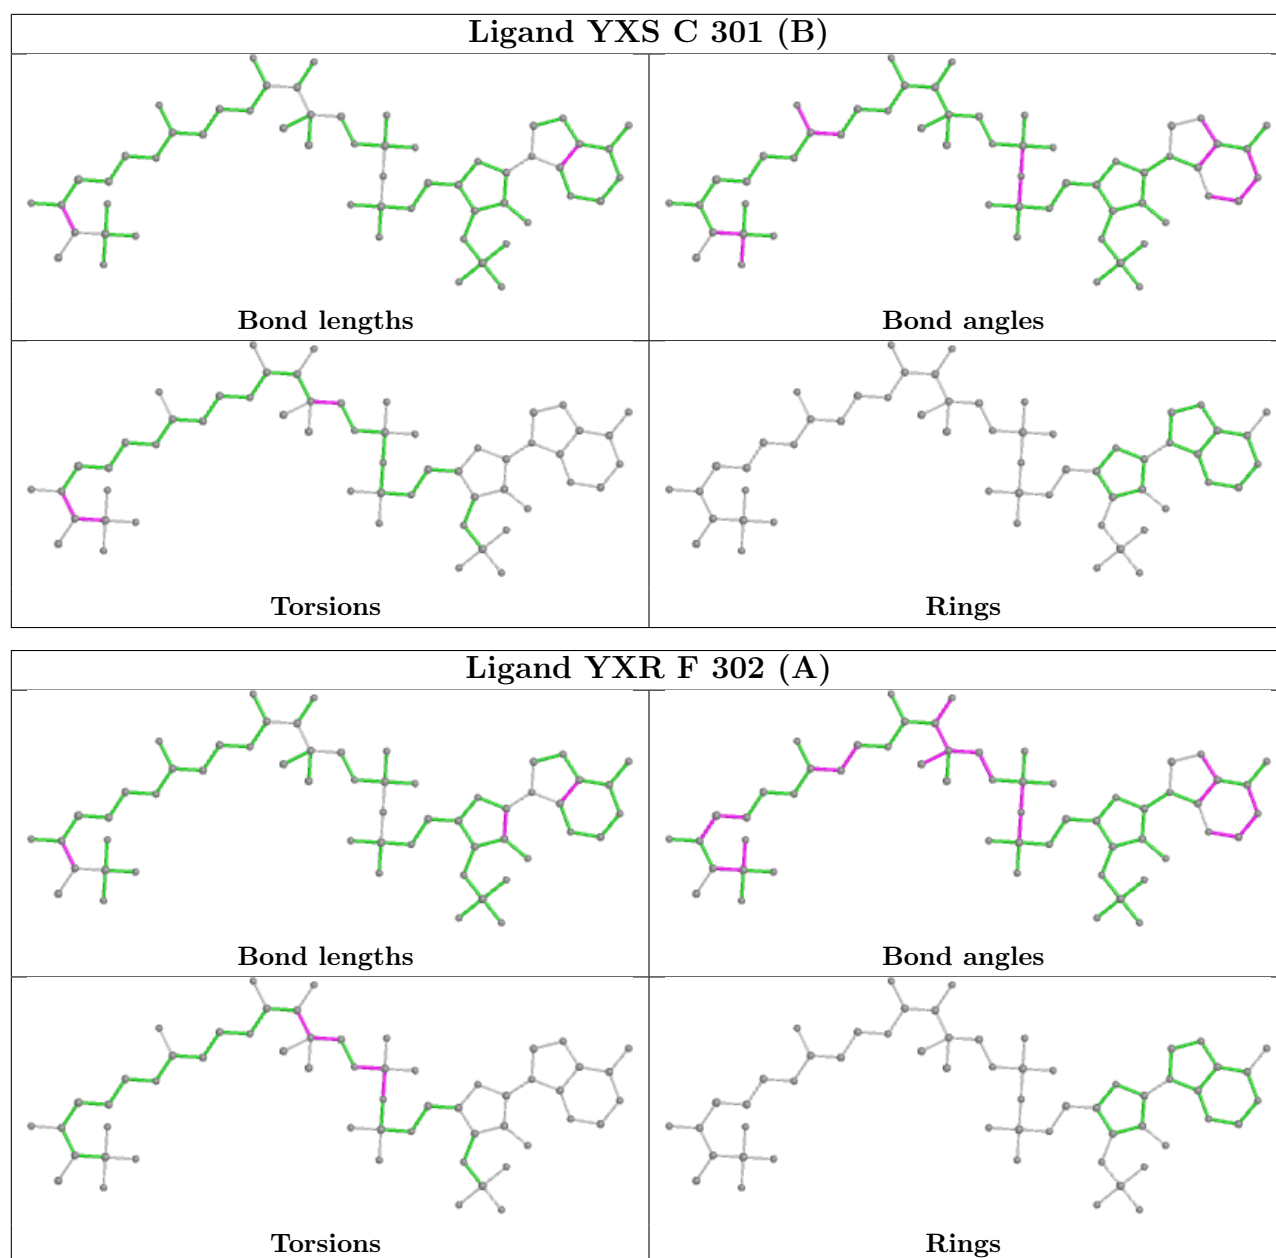 Ligand YXS C 301 (B)
Bond lengths
Bond angles
Torsions
Rings
Ligand YXR F 302 (A)
Bond lengths
Bond angles
Torsions
Rings